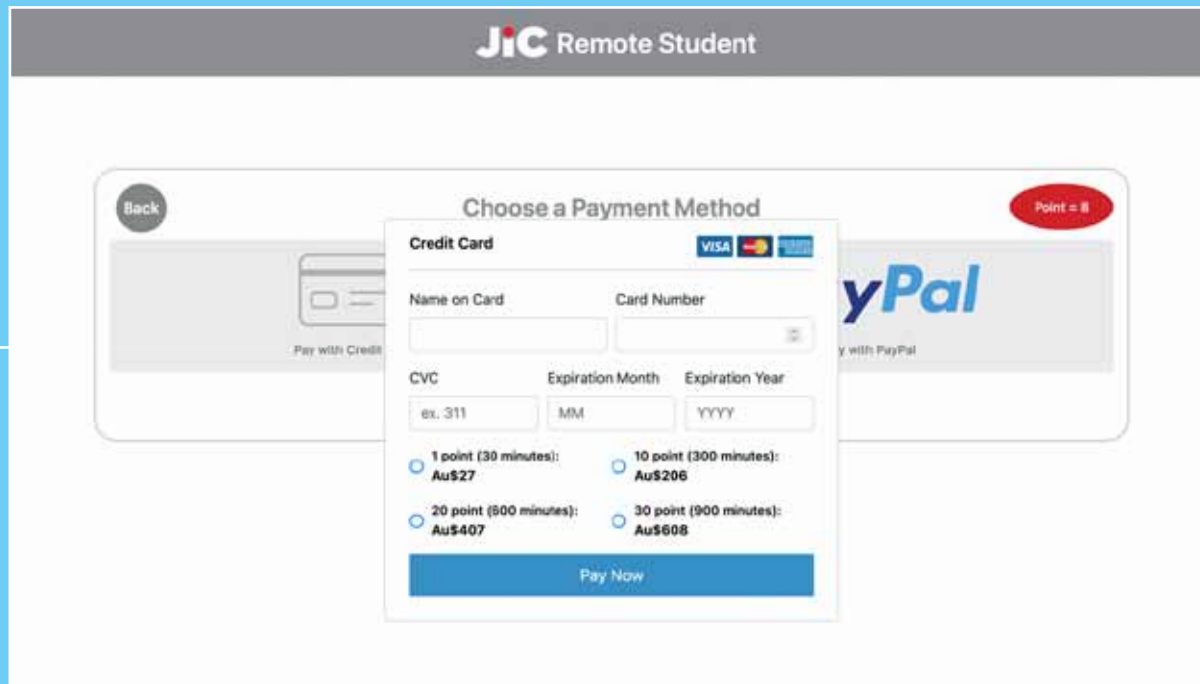 JiC Remote Student
Back
Choose a Payment Method
Point = 8
Credit Card
VISA
Name on Card
Card Number
yPal
Pay with Credit
y with PayPal
CVC
Expiration Month
Expiration Year
ex. 311
MM
YYYY
1 point (30 minutes):
Au$27
10 point (300 minutes):
Au$206
20 point (600 minutes):
Au$407
30 point (900 minutes):
Au$608
Pay Now